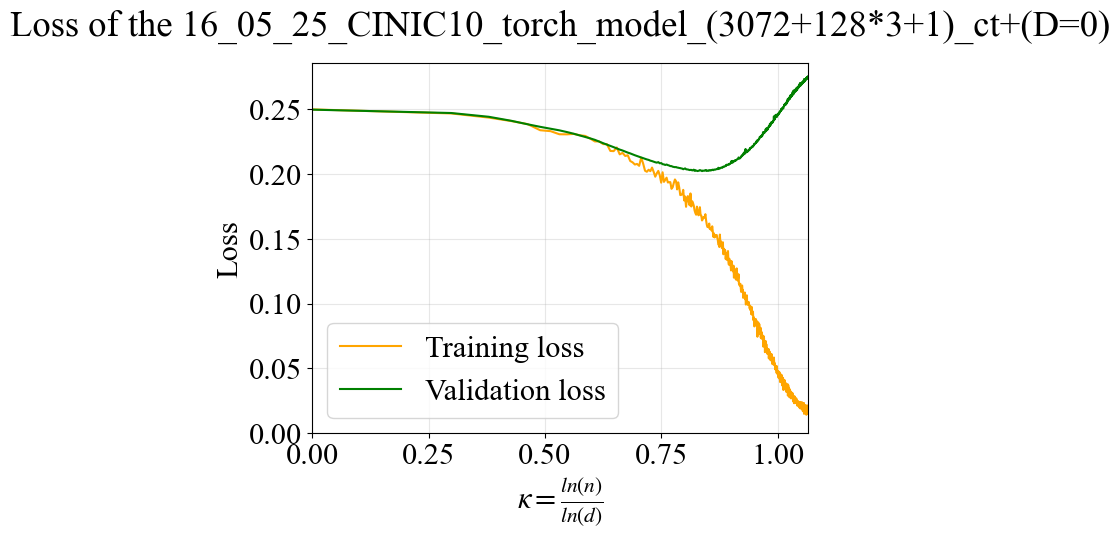 Loss of the 16_05_25_CINIC10_torch_model_(3072+128*3+1)_ct+(D=0)
Loss
0.25
0.20
0.15
0.10
0.05
0.00
Training loss
Validation loss
0.00 0.25 0.50 0.75 1.00
κ = ln(n)/ln(d)